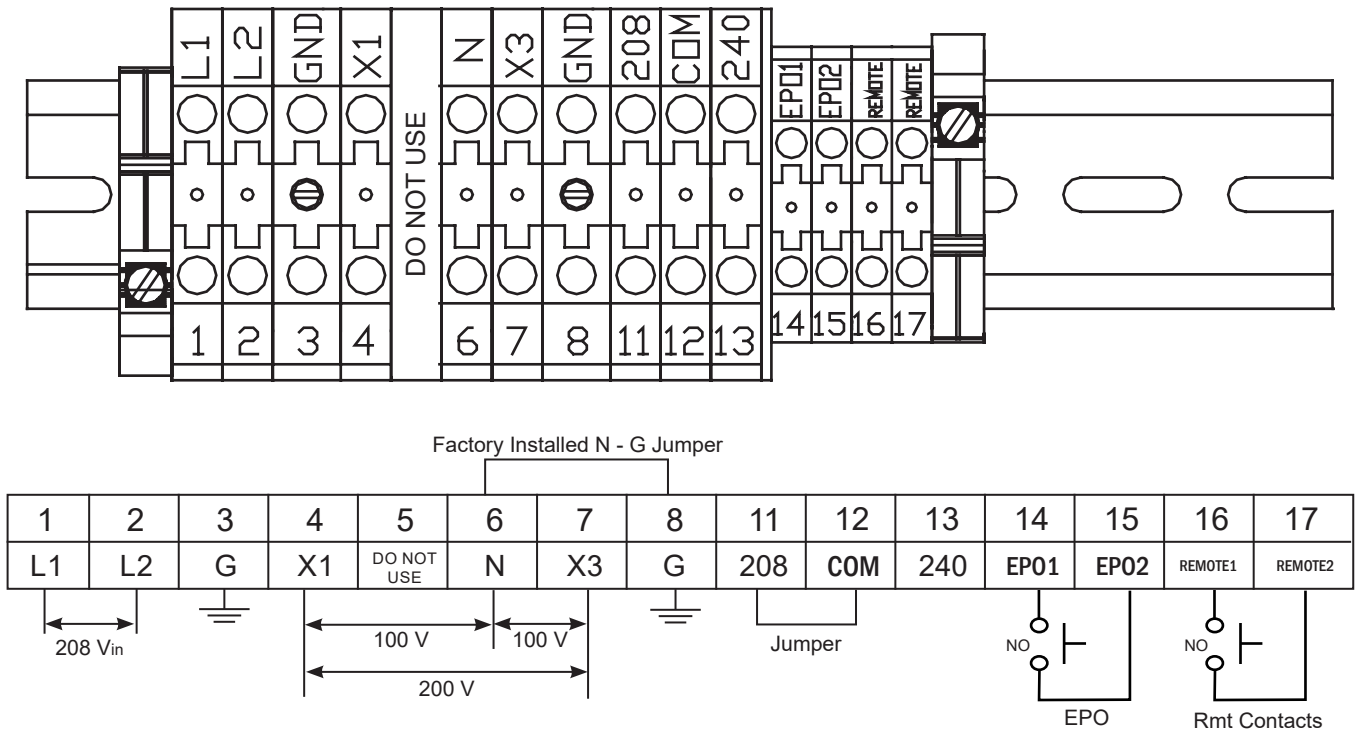 L1 L2 GND X1 N X3 GND 208 COM 240
EPO1 EPO2 REMOTE REMOTE
DO NOT USE
1 2 3 4 6 7 8 11 12 13
14 15 16 17
Factory Installed N - G Jumper
1 2 3 4 5 6 7 8 11 12 13 14 15 16 17
L1 L2 G X1 DO NOT USE N X3 G 208 COM 240 EPO1 EPO2 REMOTE1 REMOTE2
208 Vin
100 V 100 V
200 V
Jumper
NO
EPO
NO
Rmt Contacts